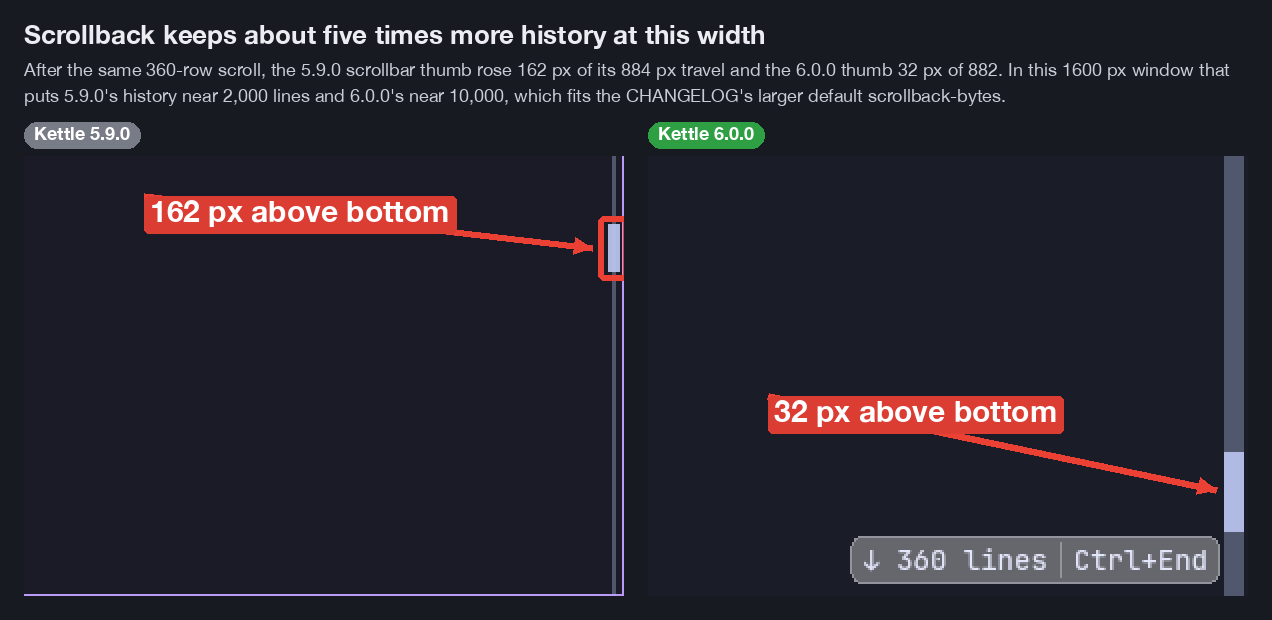 Scrollback keeps about five times more history at this width
After the same 360-row scroll, the 5.9.0 scrollbar thumb rose 162 px of its 884 px travel and the 6.0.0 thumb 32 px of 882. In this 1600 px window that
puts 5.9.0's history near 2,000 lines and 6.0.0's near 10,000, which fits the CHANGELOG's larger default scrollback-bytes.
Kettle 5.9.0
Kettle 6.0.0
162 px above bottom
32 px above bottom
↓ 360 lines | Ctrl+End